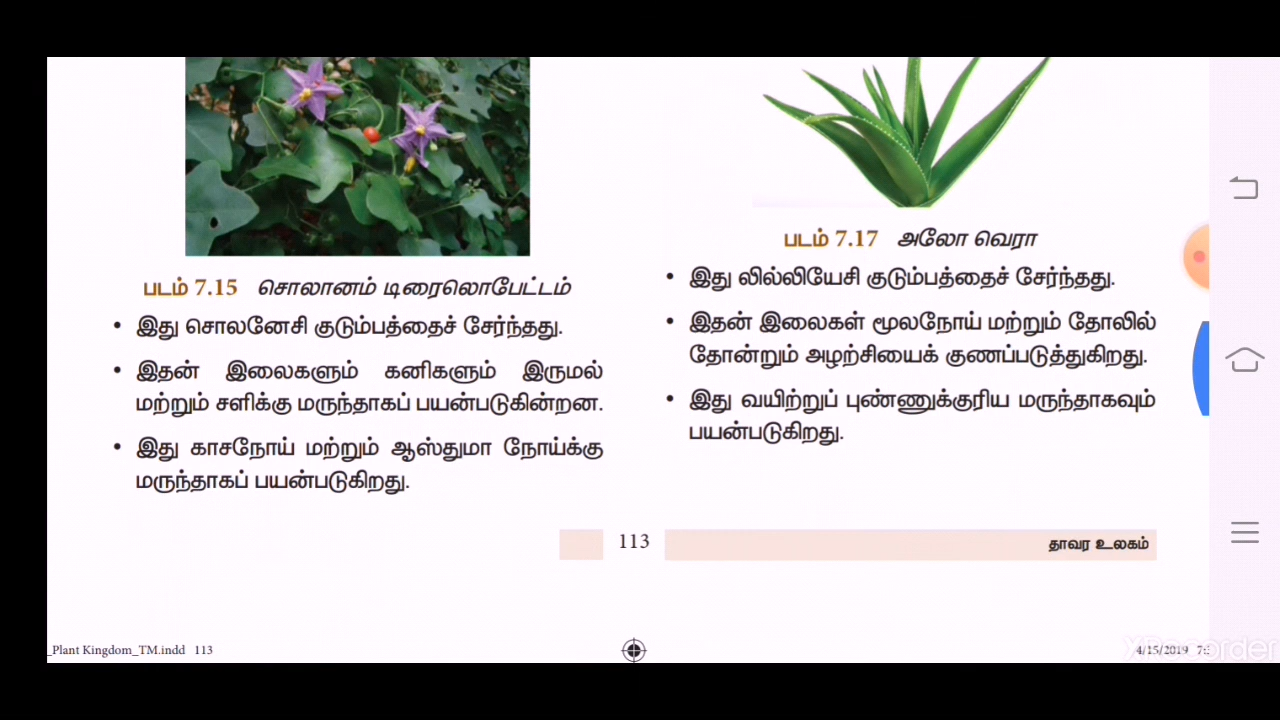 படம் 7.15 சொலானம் டிரைலொபேட்டம்
• இது சொலனேசி குடும்பத்தைச் சேர்ந்தது.
• இதன் இலைகளும் கனிகளும் இருமல்
மற்றும் சளிக்கு மருந்தாகப் பயன்படுகின்றன.
• இது காசநோய் மற்றும் ஆஸ்துமா நோய்க்கு
மருந்தாகப் பயன்படுகிறது.
படம் 7.17 அலோ வெரா
• இது லில்லியேசி குடும்பத்தைச் சேர்ந்தது.
• இதன் இலைகள் மூலநோய் மற்றும் தோலில்
தோன்றும் அழற்சியைக் குணப்படுத்துகிறது.
• இது வயிற்றுப் புண்ணுக்குரிய மருந்தாகவும்
பயன்படுகிறது.
113
தாவர உலகம்
_Plant Kingdom_TM.indd 113
4/15/2019 7:
XRecorder